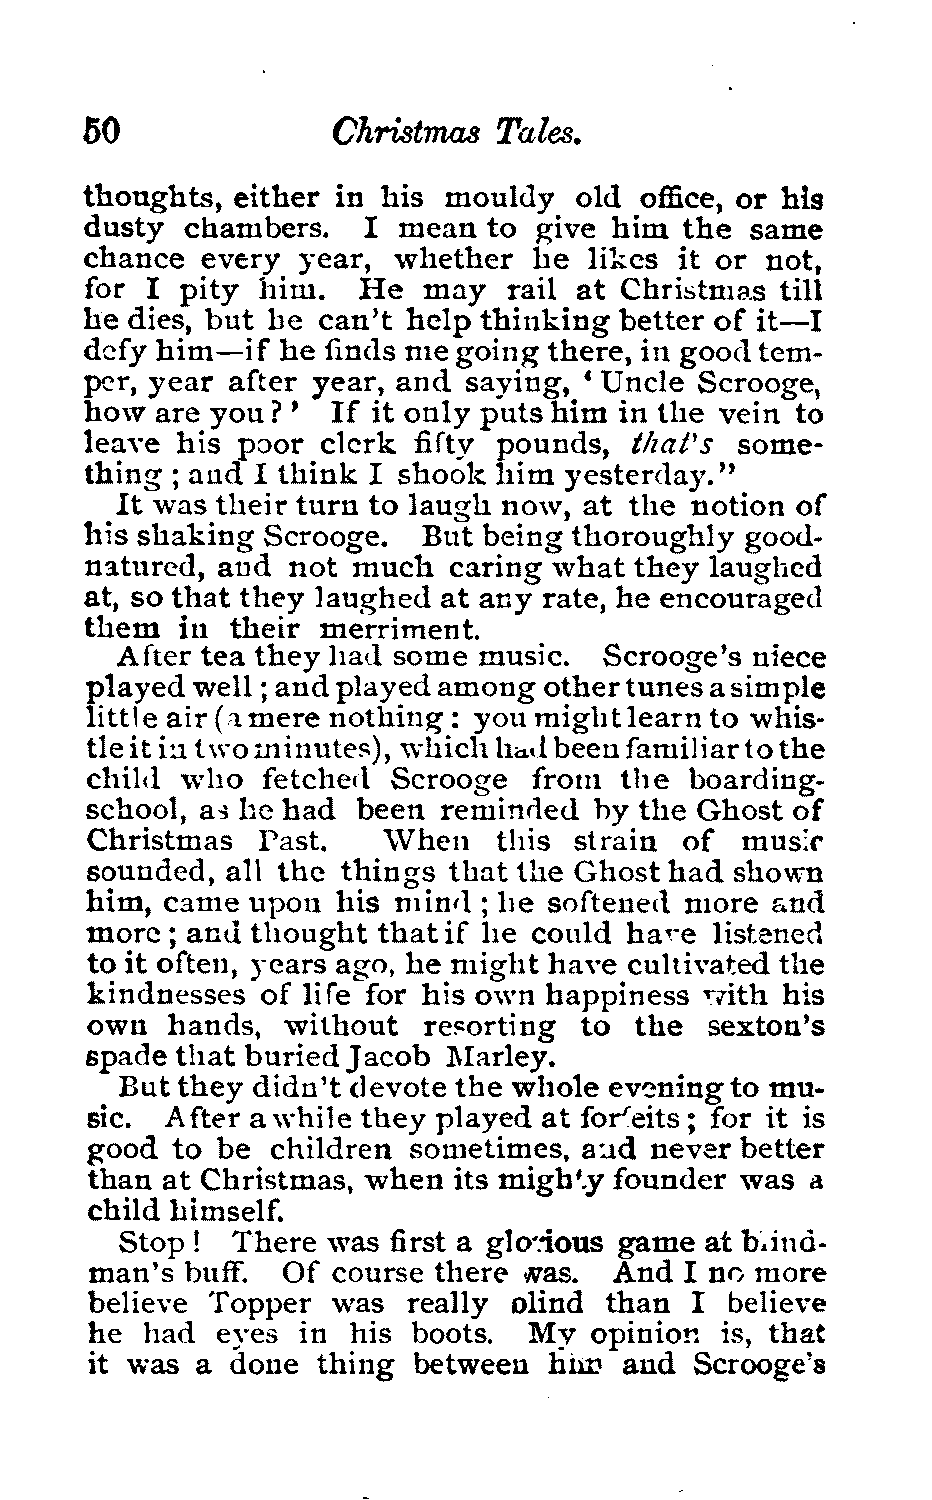 50 Christmas Tales.
thoughts, either in his mouldy old office, or his
dusty chambers. I mean to give him the same
chance every year, whether he likes it or not,
for I pity him. He may rail at Christmas till
he dies, but he can't help thinking better of it—I
defy him—if he finds me going there, in good tem-
per, year after year, and saying, ‘Uncle Scrooge,
how are you?’ If it only puts him in the vein to
leave his poor clerk fifty pounds, that's some-
thing; and I think I shook him yesterday."
It was their turn to laugh now, at the notion of
his shaking Scrooge. But being thoroughly good-
natured, and not much caring what they laughed
at, so that they laughed at any rate, he encouraged
them in their merriment.
After tea they had some music. Scrooge's niece
played well; and played among other tunes a simple
little air (a mere nothing: you might learn to whis-
tle it in two minutes), which had been familiar to the
child who fetched Scrooge from the boarding-
school, as he had been reminded by the Ghost of
Christmas Past. When this strain of music
sounded, all the things that the Ghost had shown
him, came upon his mind; he softened more and
more; and thought that if he could have listened
to it often, years ago, he might have cultivated the
kindnesses of life for his own happiness with his
own hands, without resorting to the sexton's
spade that buried Jacob Marley.
But they didn't devote the whole evening to mu-
sic. After a while they played at forfeits; for it is
good to be children sometimes, and never better
than at Christmas, when its mighty founder was a
child himself.
Stop! There was first a glorious game at blind-
man's buff. Of course there was. And I no more
believe Topper was really blind than I believe
he had eyes in his boots. My opinion is, that
it was a done thing between him and Scrooge's